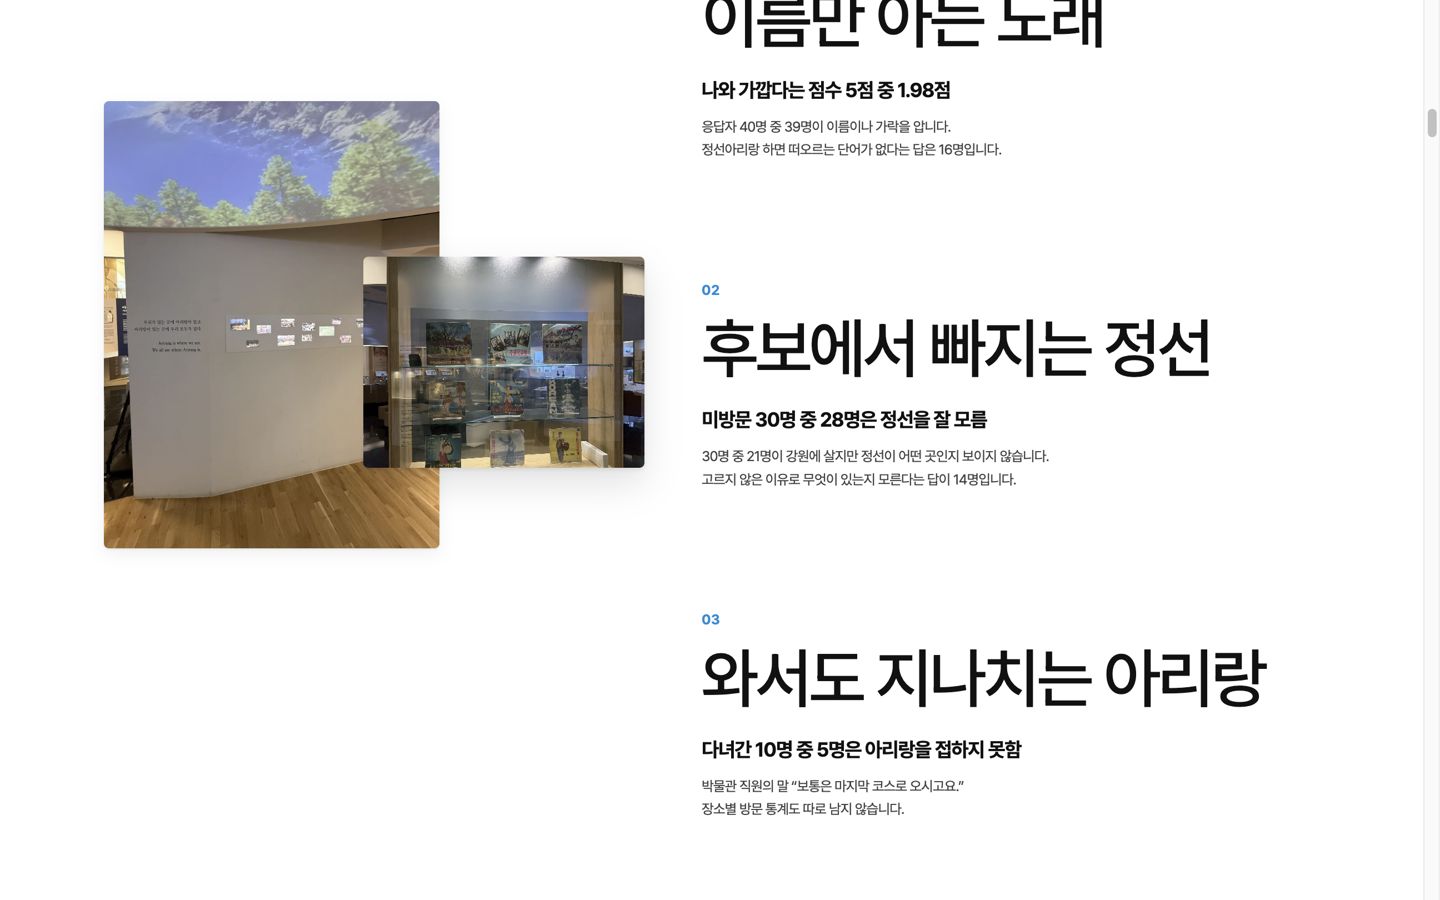 이름만 아는 노래
나와 가깝다는 점수 5점 중 1.98점
응답자 40명 중 39명이 이름이나 가락을 압니다.
정선아리랑 하면 떠오르는 단어가 없다는 답은 16명입니다.
02
후보에서 빠지는 정선
미방문 30명 중 28명은 정선을 잘 모름
30명 중 21명이 강원에 살지만 정선이 어떤 곳인지 보이지 않습니다.
고르지 않은 이유로 무엇이 있는지 모른다는 답이 14명입니다.
03
와서도 지나치는 아리랑
다녀간 10명 중 5명은 아리랑을 접하지 못함
박물관 직원의 말 “보통은 마지막 코스로 오시고요.”
장소별 방문 통계도 따로 남지 않습니다.